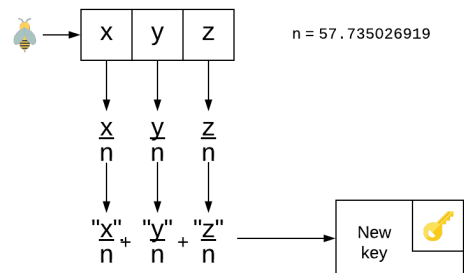 x y z
n = 57.735026919
x y z
n n n
"x" + "y" + "z"
n n n
New
key